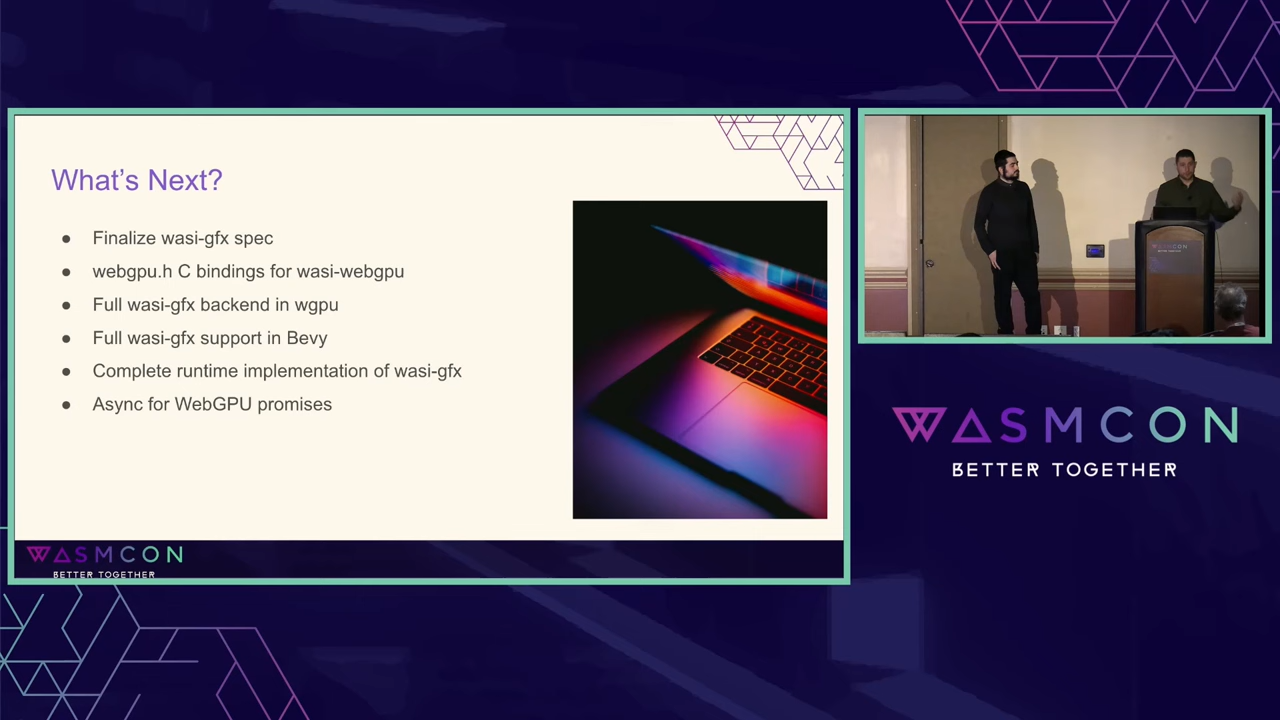 What's Next?
● Finalize wasi-gfx spec
● webgpu.h C bindings for wasi-webgpu
● Full wasi-gfx backend in wgpu
● Full wasi-gfx support in Bevy
● Complete runtime implementation of wasi-gfx
● Async for WebGPU promises
WASMCON
BETTER TOGETHER
WASMCON
WASMCON
BETTER TOGETHER